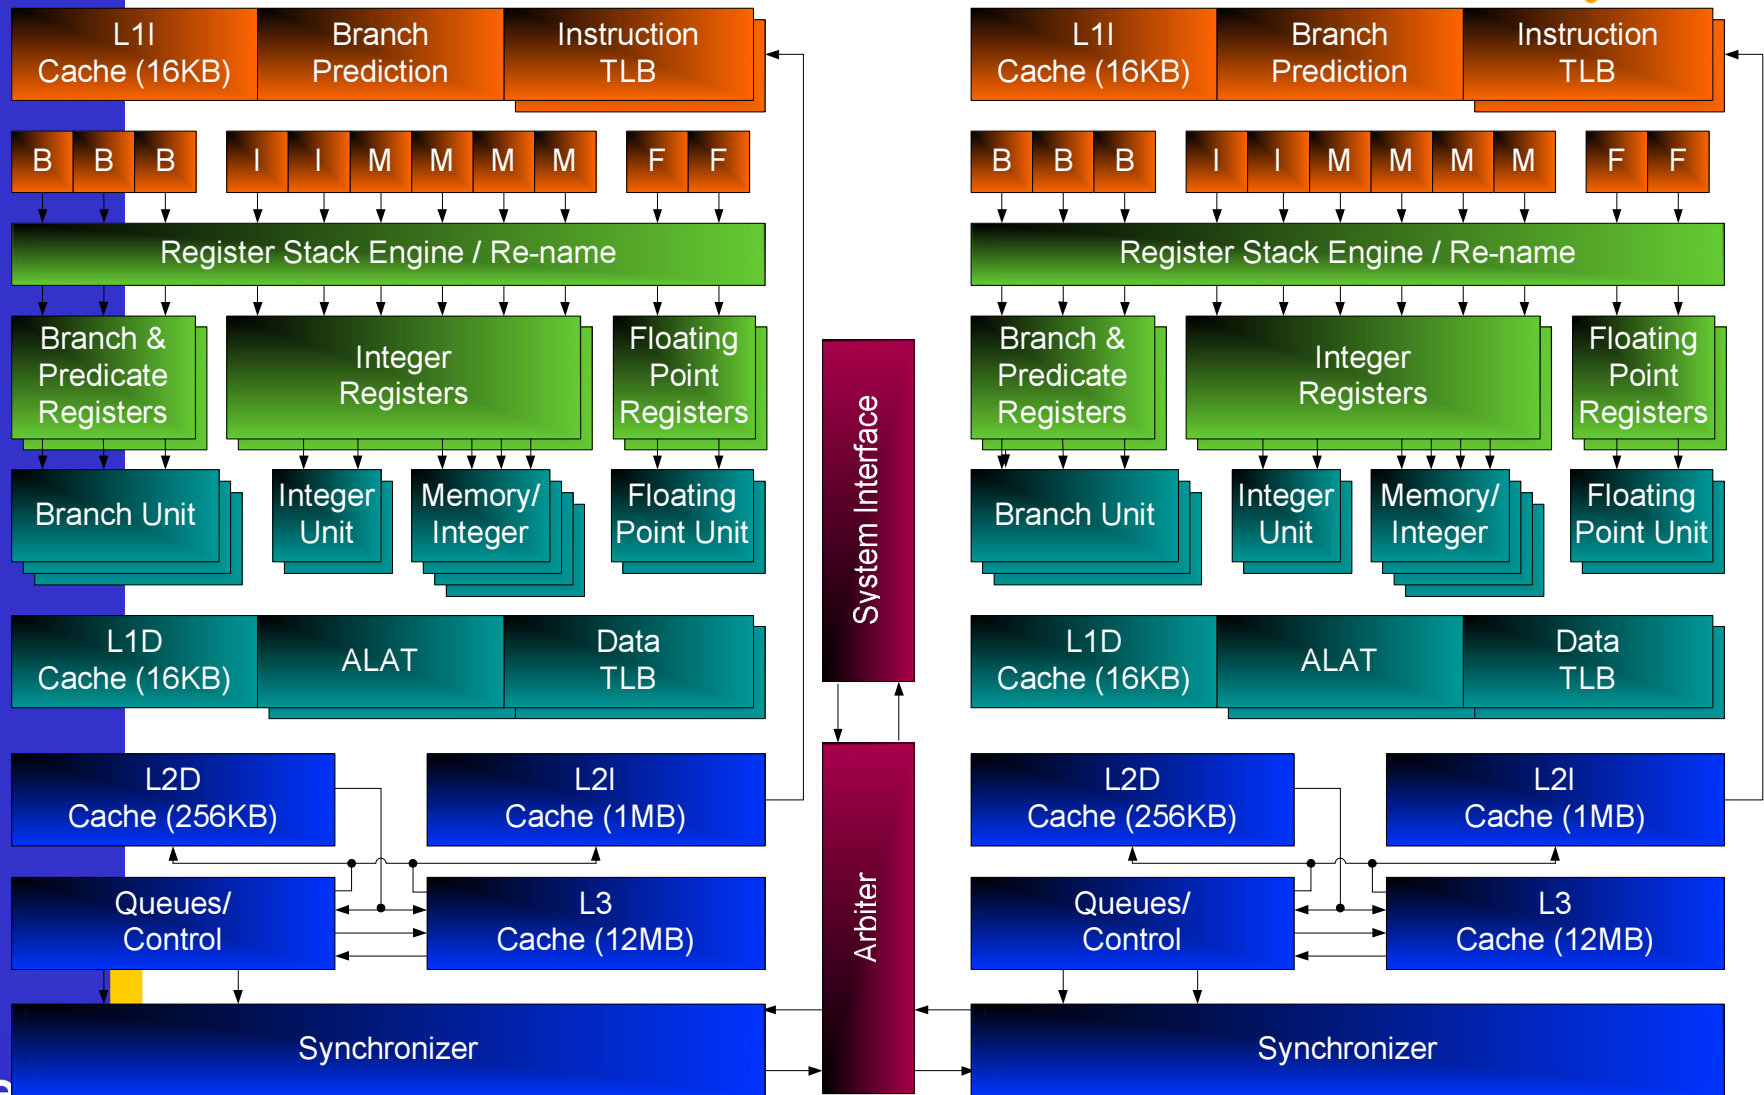 L1I
Cache (16KB)
Branch
Prediction
Instruction
TLB
B B B I I M M M M F F
Register Stack Engine / Re-name
Branch &
Predicate
Registers
Integer
Registers
Floating
Point
Registers
Branch Unit
Integer
Unit
Memory/
Integer
Floating
Point Unit
L1D
Cache (16KB)
ALAT
Data
TLB
L2D
Cache (256KB)
L2I
Cache (1MB)
Queues/
Control
L3
Cache (12MB)
Synchronizer
System Interface
Arbiter
L1I
Cache (16KB)
Branch
Prediction
Instruction
TLB
B B B I I M M M M F F
Register Stack Engine / Re-name
Branch &
Predicate
Registers
Integer
Registers
Floating
Point
Registers
Branch Unit
Integer
Unit
Memory/
Integer
Floating
Point Unit
L1D
Cache (16KB)
ALAT
Data
TLB
L2D
Cache (256KB)
L2I
Cache (1MB)
Queues/
Control
L3
Cache (12MB)
Synchronizer